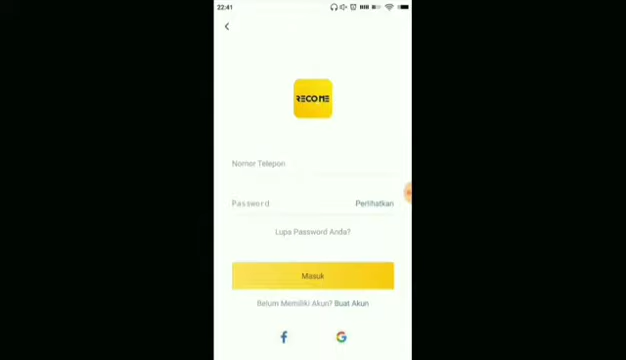 22:41
RECOME
Nomor Telepon
Password Perlihatkan
Lupa Password Anda?
Masuk
Belum Memiliki Akun? Buat Akun